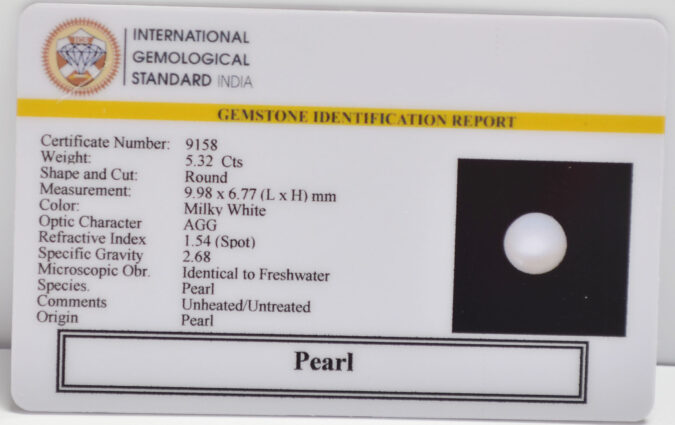 INTERNATIONAL
GEMOLOGICAL
STANDARD INDIA
GEMSTONE IDENTIFICATION REPORT
Certificate Number: 9158
Weight: 5.32 Cts
Shape and Cut: Round
Measurement: 9.98 x 6.77 (L x H) mm
Color: Milky White
Optic Character AGG
Refractive Index 1.54 (Spot)
Specific Gravity 2.68
Microscopic Obr. Identical to Freshwater
Species. Pearl
Comments Unheated/Untreated
Origin Pearl
Pearl